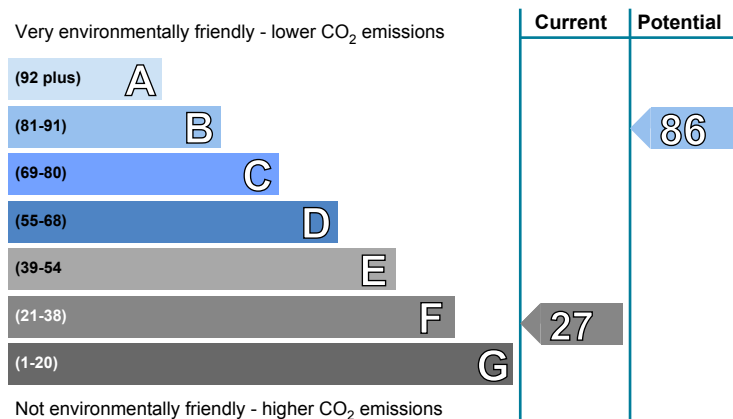 Current Potential
Very environmentally friendly - lower CO2 emissions
(92 plus) A
(81-91) B
86
(69-80) C
(55-68) D
(39-54 E
(21-38) F
27
(1-20) G
Not environmentally friendly - higher CO2 emissions